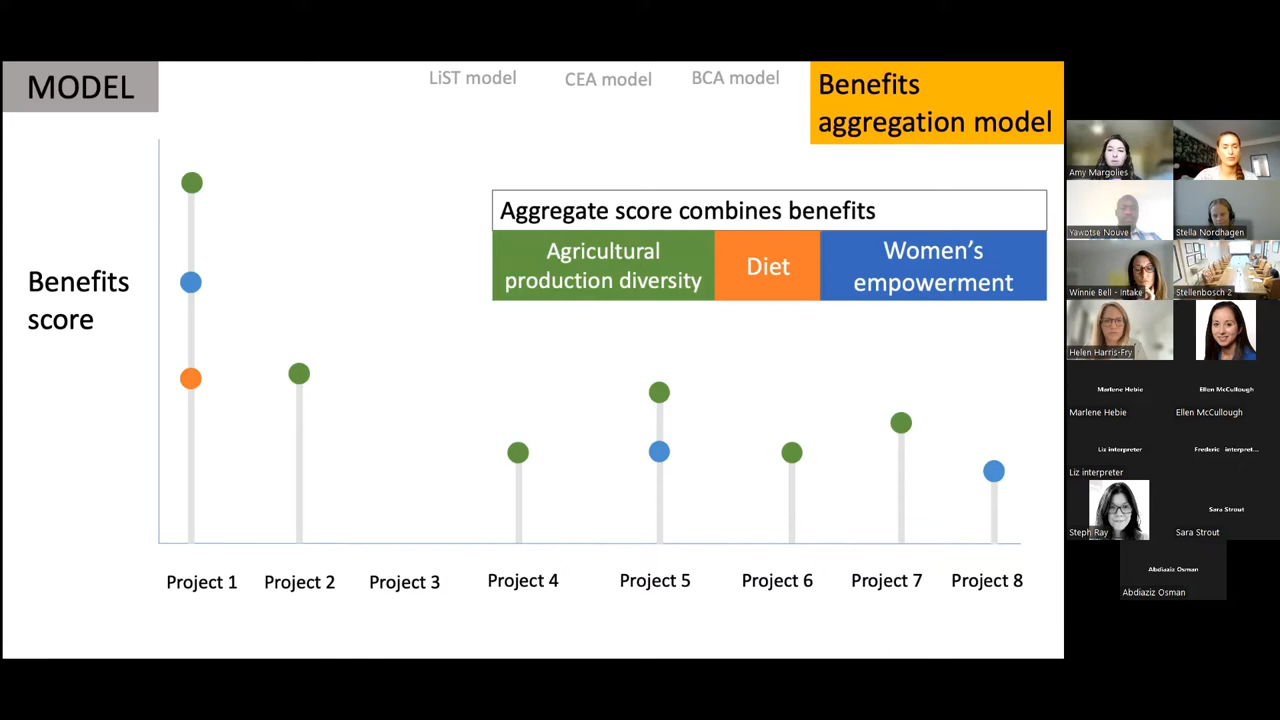 MODEL
LiST model
CEA model
BCA model
Benefits
aggregation model
Aggregate score combines benefits
Agricultural
production diversity
Diet
Women's
empowerment
Benefits
score
Project 1
Project 2
Project 3
Project 4
Project 5
Project 6
Project 7
Project 8
Amy Margolies
Yawotse Nouve
Stella Nordhagen
Winnie Bell - Intake
Stellenbosch 2
Helen Harris-Fry
Marlene Hebie
Marlene Hebie
Ellen McCullough
Ellen McCullough
Liz interpreter
Liz interpreter
Frederic interpret...
Steph Ray
Sara Strout
Sara Strout
Abdiaziz Osman
Abdiaziz Osman